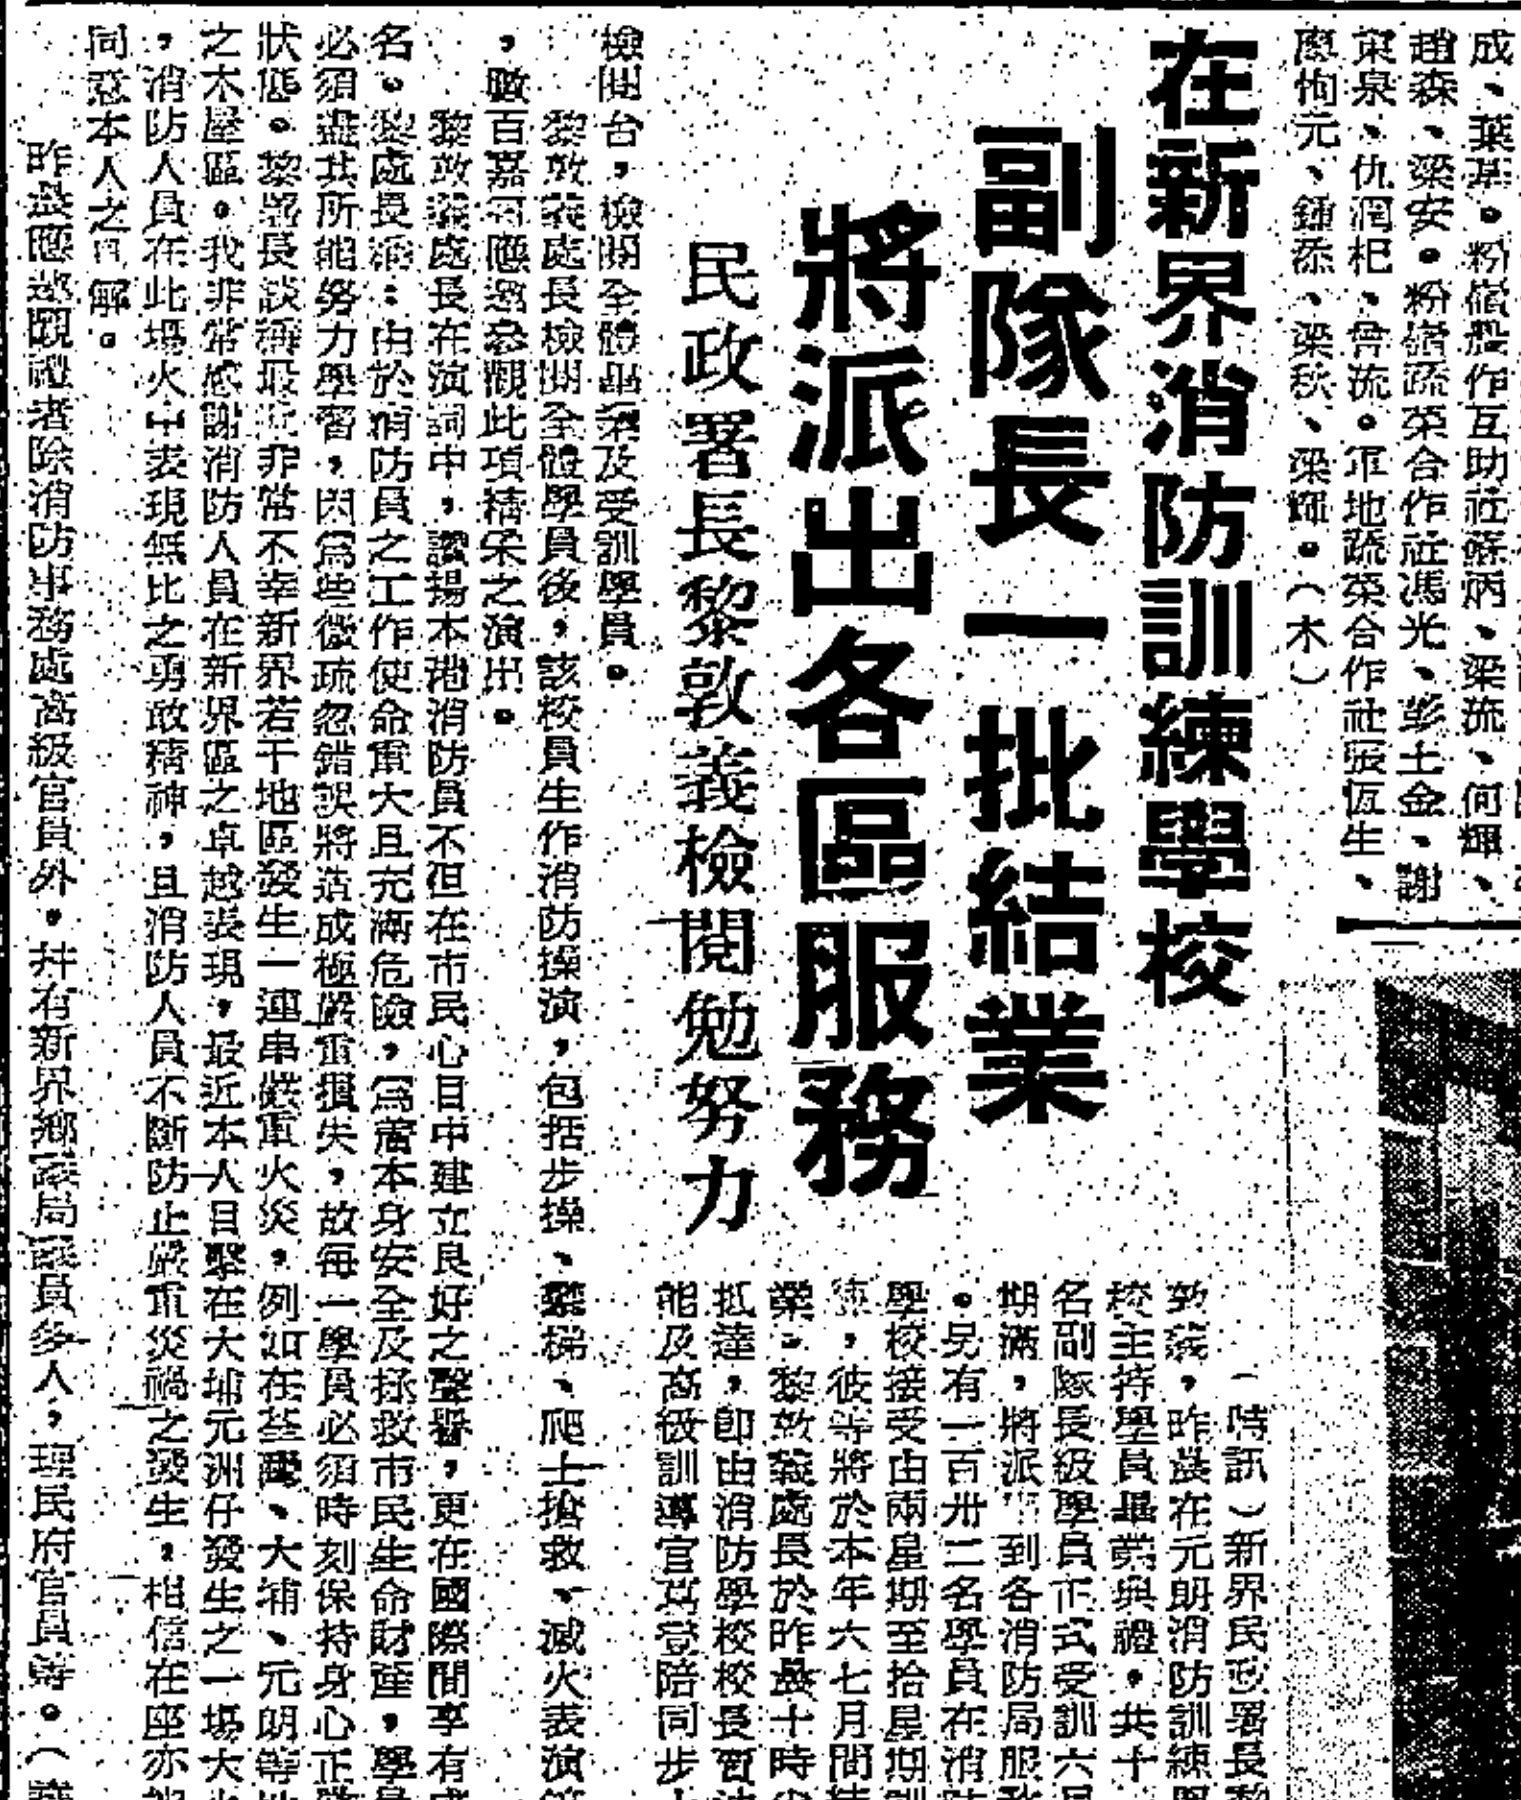 成、葉基。粉嶺農作互助社蘇炳、梁流、何輝、
趙森、梁安。粉嶺蔬菜合作社馮光、彭土金、謝
東泉、仇潤杞、曾流。軍地蔬菜合作社張恆生、
廖恂元、鍾添、梁秋、梁輝。（木）
在新界消防訓練學校
副隊長一批結業
將派出各區服務
民政署長黎敦義檢閱勉努力
（時訊）新界民政署長黎
敦義，昨晨在元朗消防訓練學
校主持學員畢業典禮，共十
名副隊長級學員正式受訓六月
期滿，將派 到各消防局服務
。另有一百卅二名學員在消防
學校接受由兩星期至拾星期訓
練，彼等將於本年六七月間結
業。黎敦義處長於昨晨十時
抵達，即由消防學校校長
能及高級訓導官 陪同步
檢閱台，檢閱全體 及受訓學員。
黎敦義處長檢閱全體學員後，該校員生作消防操演，包括步操、 梯、爬上搶救、滅火表演
，歐百嘉 應邀參觀此項精采之演出。
黎敦義處長在演詞中，讚揚本港消防員不但在市民心目中建立良好之聲譽，更在國際間享有
名。黎處長謂：由於消防員之工作使命重大且充滿危險，為着本身安全及拯救市民生命財產，學員
必須盡其所能努力學習，因為些微疏忽錯誤將造成極嚴重損失，故每一學員必須時刻保持身心正常
狀態。黎處長談稱最近非常不幸新界若干地區發生一連串嚴重火災，例如在荃灣、大埔、元朗等地
之木屋區。我非常感謝消防人員在新界區之卓越表現，最近本人目擊在大埔元洲仔發生之一場大火
，消防人員在此場火中表現無比之勇敢精神，且消防人員不斷防止嚴重災禍之發生，相信在座亦能
同意本人之見解。
昨晨應邀觀禮者除消防事務處高級官員外，幷有新界鄉議局議員多人，理民府官員等。（